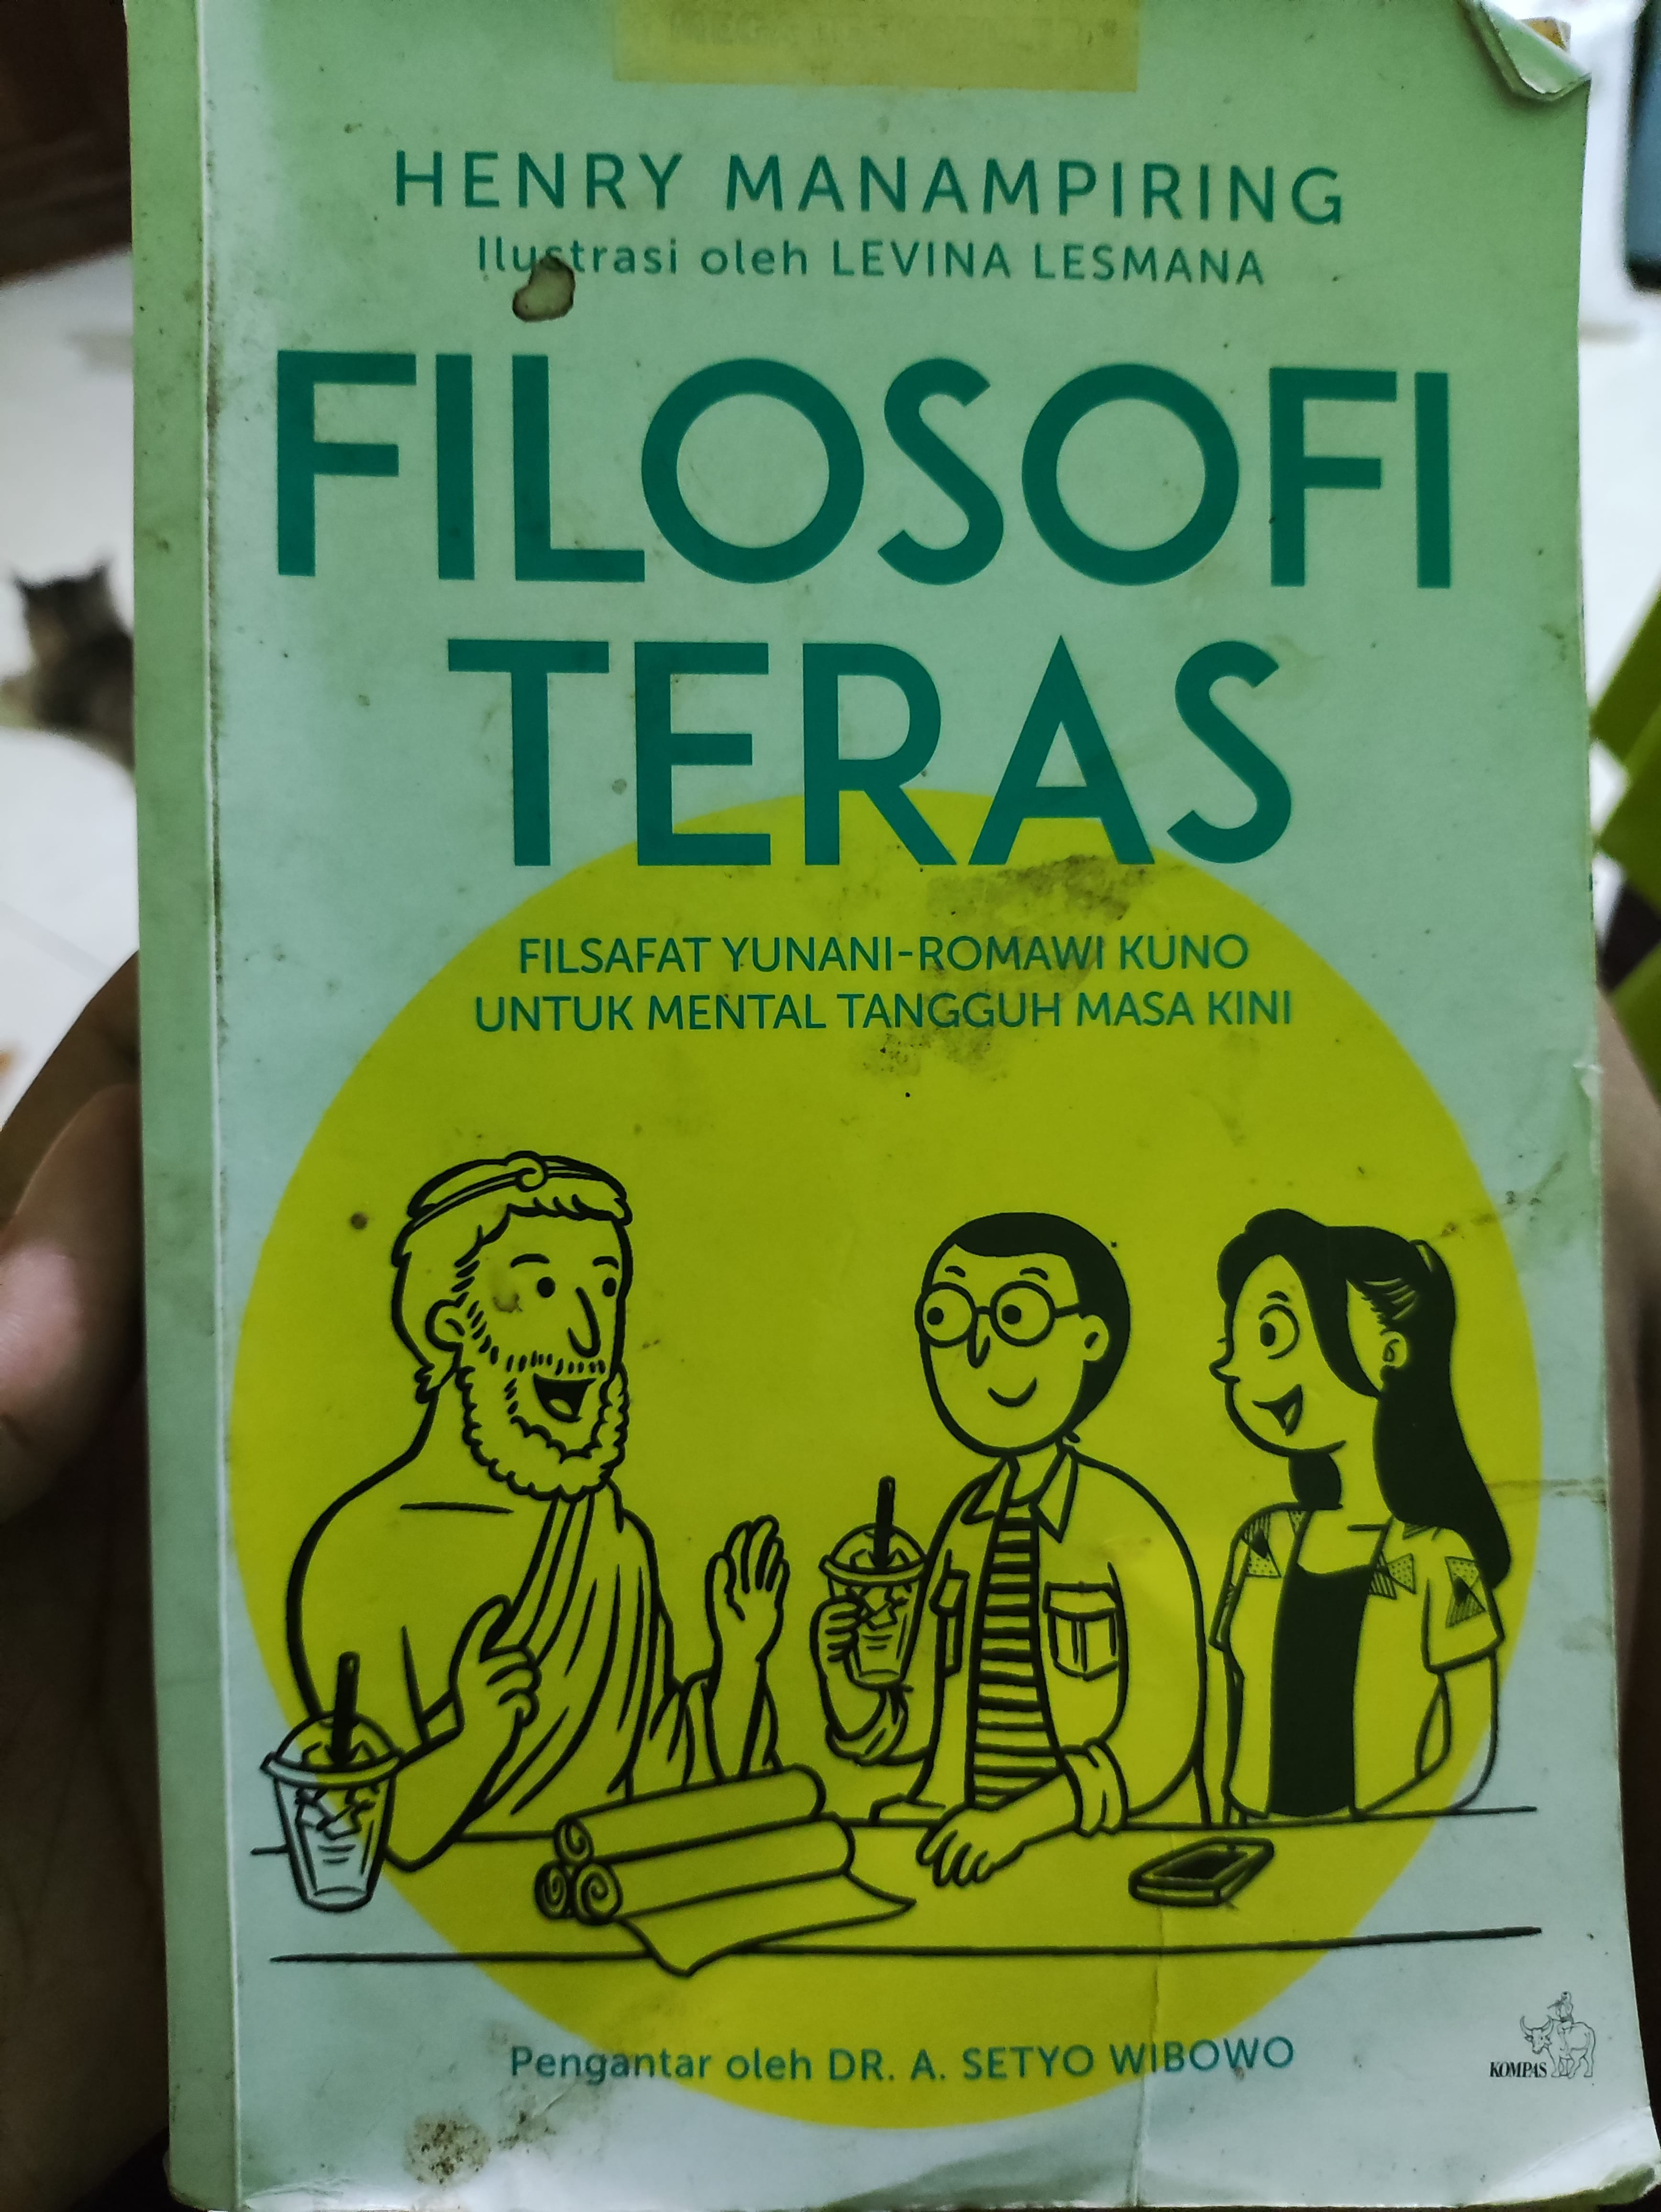 HENRY MANAMPIRING
Ilustrasi oleh LEVINA LESMANA
FILOSOFI
TERAS
FILSAFAT YUNANI-ROMAWI KUNO
UNTUK MENTAL TANGGUH MASA KINI
Pengantar oleh DR. A. SETYO WIBOWO
KOMPAS